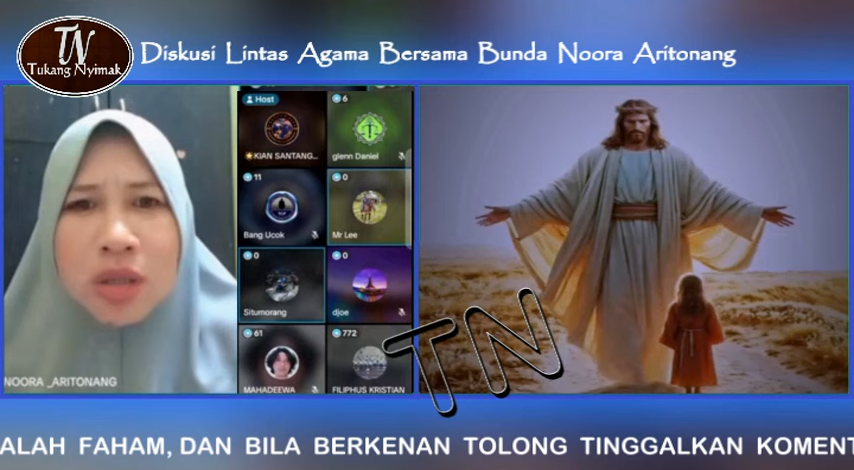 TN
Tukang Nyimak
Diskusi Lintas Agama Bersama Bunda Noora Aritonang
Host
KIAN SANTANG...
6
glenn Daniel
11
Bang Ucok
0
Mr Lee
0
Situmorang
0
djoe
61
MAHADEEWA
772
FILIPHUS KRISTIAN
NOORA _ARITONANG
TN
ALAH FAHAM, DAN BILA BERKENAN TOLONG TINGGALKAN KOMENT